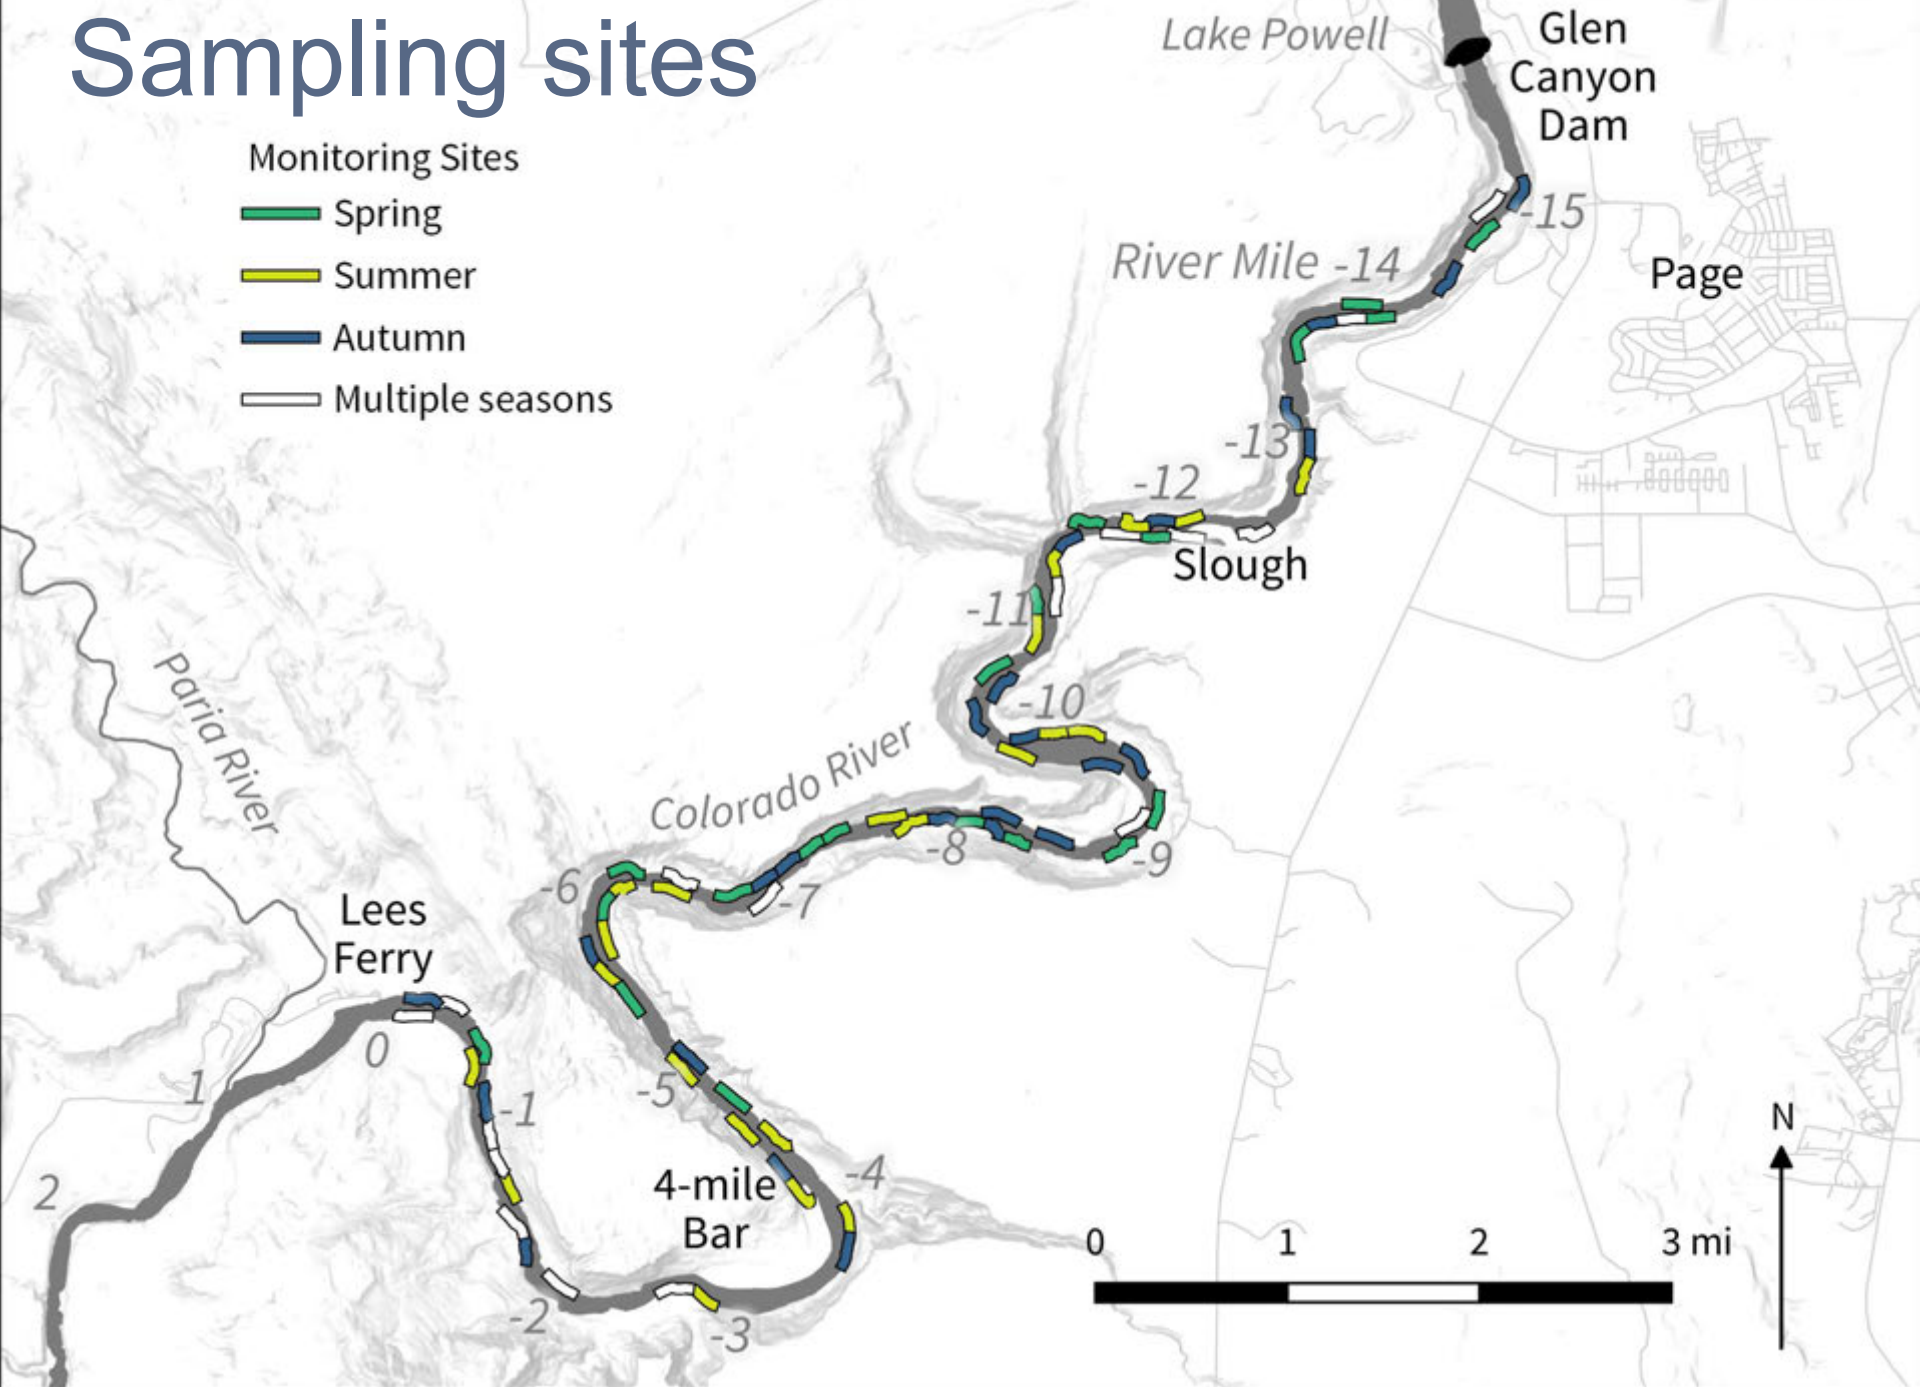 Sampling sites
Monitoring Sites
Spring
Summer
Autumn
Multiple seasons
Lake Powell
Glen
Canyon
Dam
-15
River Mile -14
Page
-13
-12
Slough
-11
-10
Paria River
Colorado River
-9
-8
-7
-6
Lees
Ferry
0
1
-1
-5
2
4-mile
Bar
-4
-2
-3
N
0 1 2 3 mi